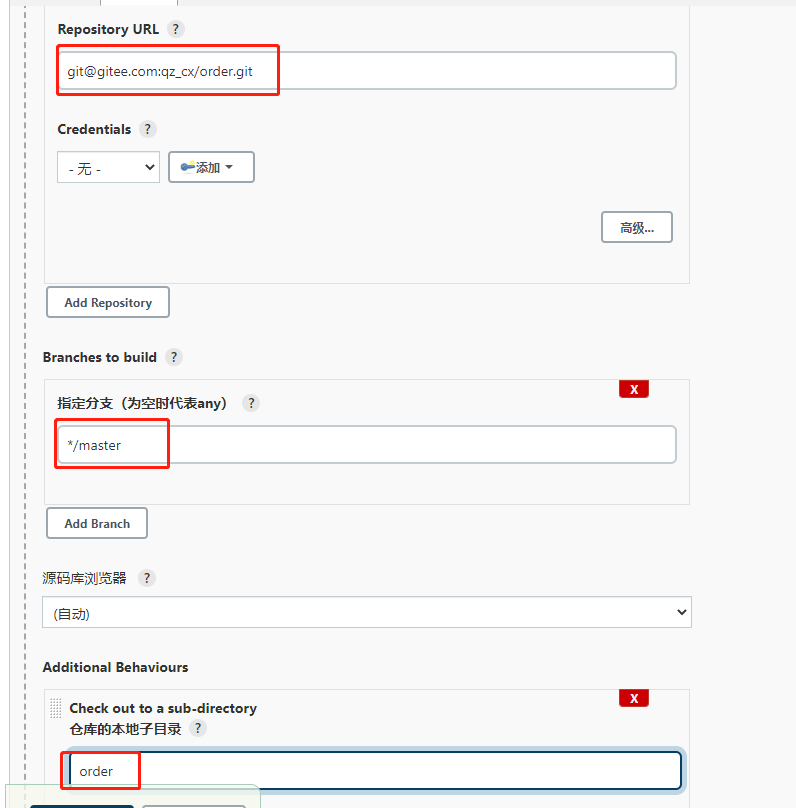 Repository URL ?
git@gitee.com:qz_cx/order.git
Credentials ?
- 无 -
添加
高级...
Add Repository
Branches to build ?
X
指定分支（为空时代表any） ?
*/master
Add Branch
源码库浏览器 ?
(自动)
Additional Behaviours
X
Check out to a sub-directory
仓库的本地子目录 ?
order